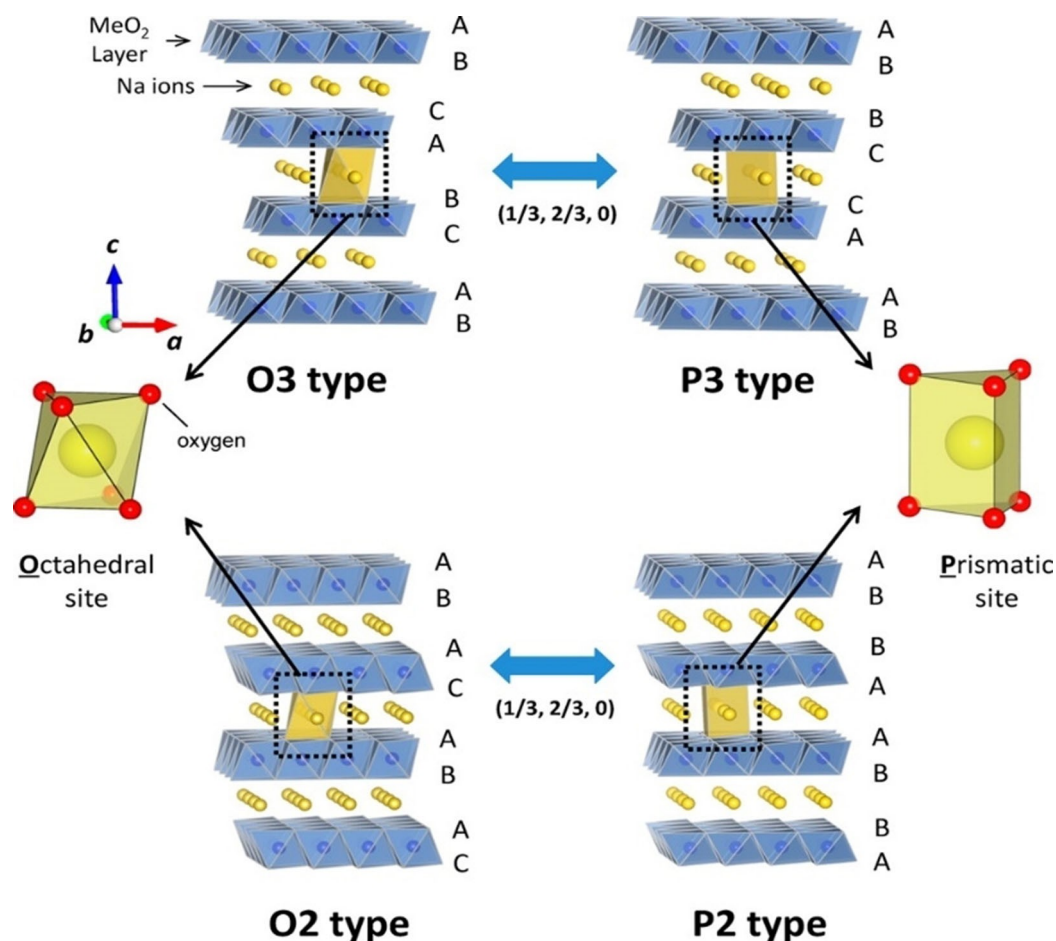 MeO2
Layer
Na ions
A
B
C
A
B
C
A
B
O3 type
(1/3, 2/3, 0)
A
B
B
C
C
A
A
B
P3 type
c
b
a
oxygen
Octahedral
site
Prismatic
site
A
B
A
C
A
B
A
C
O2 type
(1/3, 2/3, 0)
A
B
B
A
A
B
B
A
P2 type